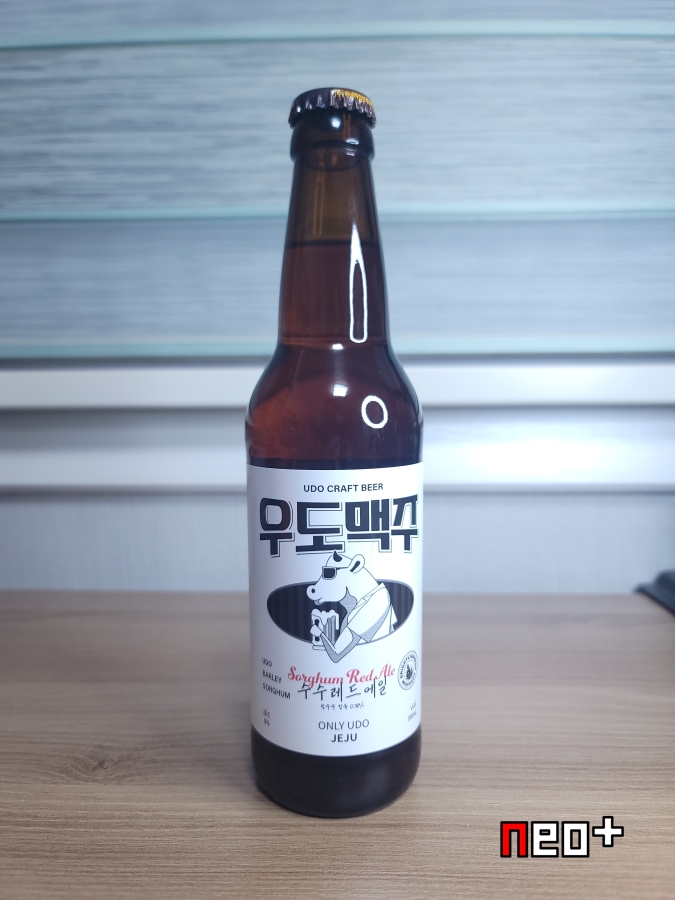 UDO CRAFT BEER
우도맥주
UDO
BARLEY
SORGHUM
Sorghum Red Ale
수수레드에일
ONLY UDO
JEJU
neo+